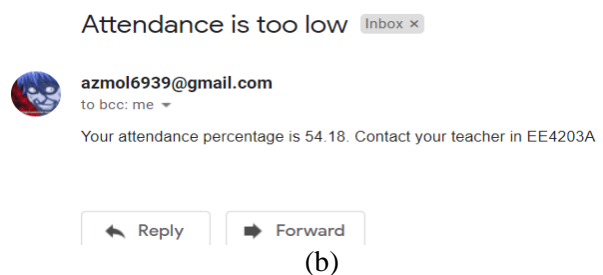 Attendance is too low Inbox ×
azmol6939@gmail.com
to bcc: me
Your attendance percentage is 54.18. Contact your teacher in EE4203A
Reply Forward
(b)